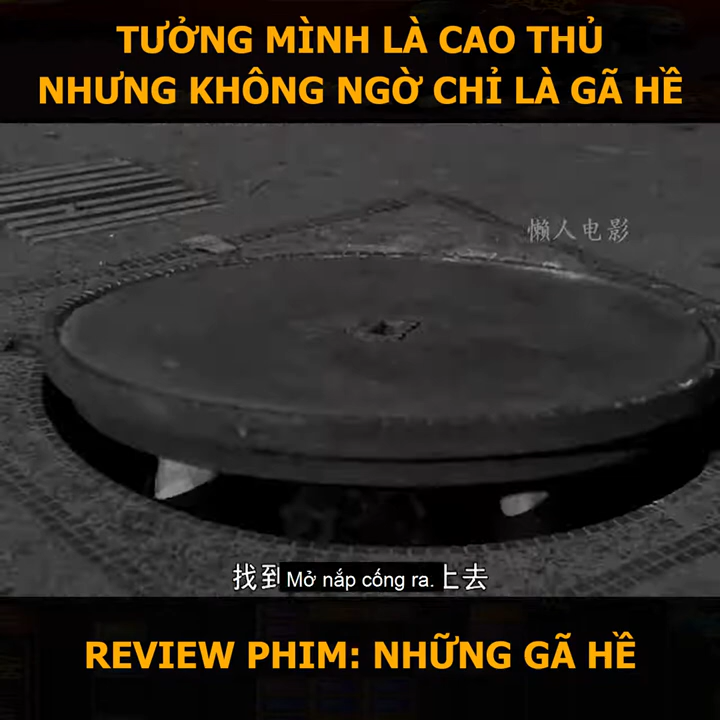 TƯỞNG MÌNH LÀ CAO THỦ
NHƯNG KHÔNG NGỜ CHỈ LÀ GÃ HỀ
懒人电影
找到 Mở nắp cống ra. 上去
REVIEW PHIM: NHỮNG GÃ HỀ